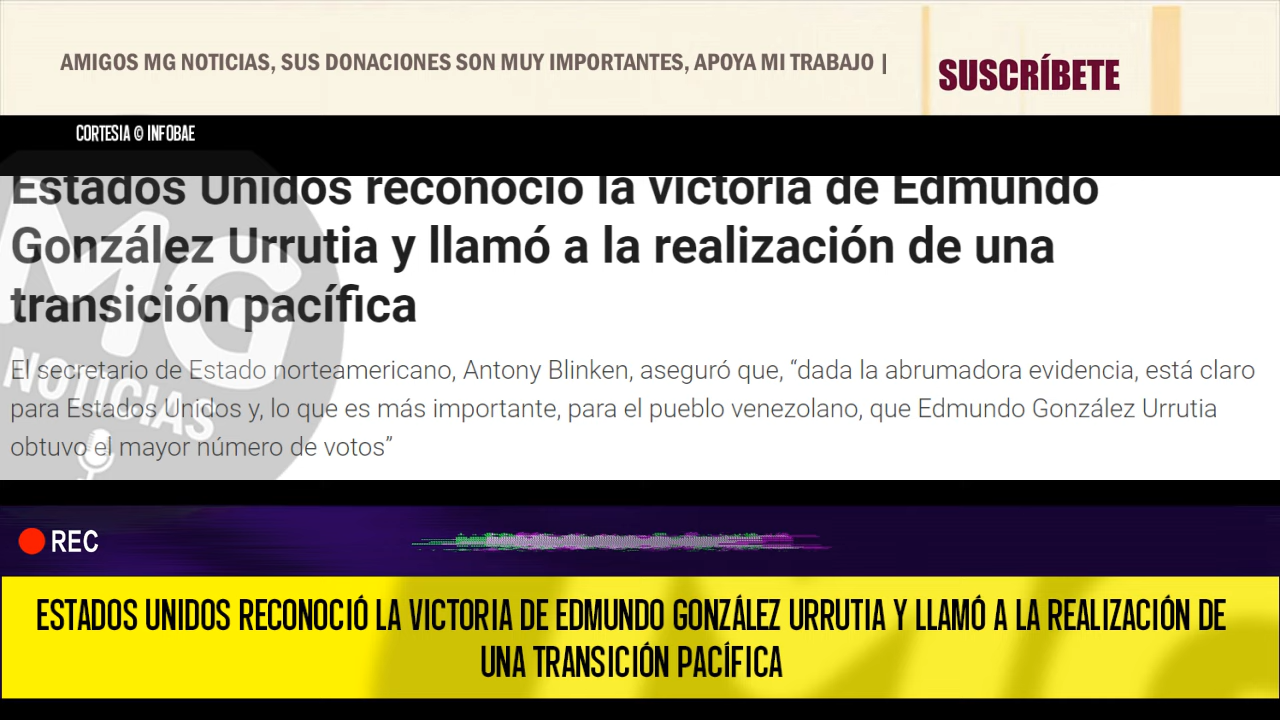 AMIGOS MG NOTICIAS, SUS DONACIONES SON MUY IMPORTANTES, APOYA MI TRABAJO |
SUSCRÍBETE
CORTESIA © INFOBAE
Estados Unidos reconoció la victoria de Edmundo
González Urrutia y llamó a la realización de una
transición pacífica
El secretario de Estado norteamericano, Antony Blinken, aseguró que, “dada la abrumadora evidencia, está claro
para Estados Unidos y, lo que es más importante, para el pueblo venezolano, que Edmundo González Urrutia
obtuvo el mayor número de votos”
MG
NOTICIAS
REC
ESTADOS UNIDOS RECONOCIÓ LA VICTORIA DE EDMUNDO GONZÁLEZ URRUTIA Y LLAMÓ A LA REALIZACIÓN DE
UNA TRANSICIÓN PACÍFICA